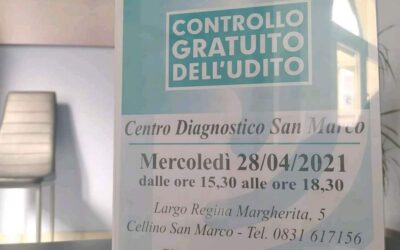 CONTROLLO
GRATUITO
DELL'UDITO
Centro Diagnostico San Marco
Mercoledì 28/04/2021
dalle ore 15,30 alle ore 18,30
Largo Regina Margherita, 5
Cellino San Marco - Tel. 0831 617156